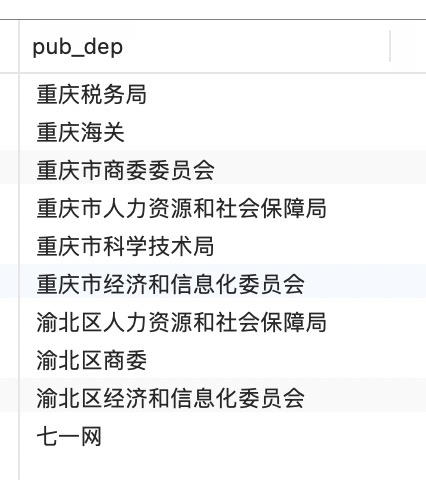 pub_dep
重庆税务局
重庆海关
重庆市商委委员会
重庆市人力资源和社会保障局
重庆市科学技术局
重庆市经济和信息化委员会
渝北区人力资源和社会保障局
渝北区商委
渝北区经济和信息化委员会
七一网